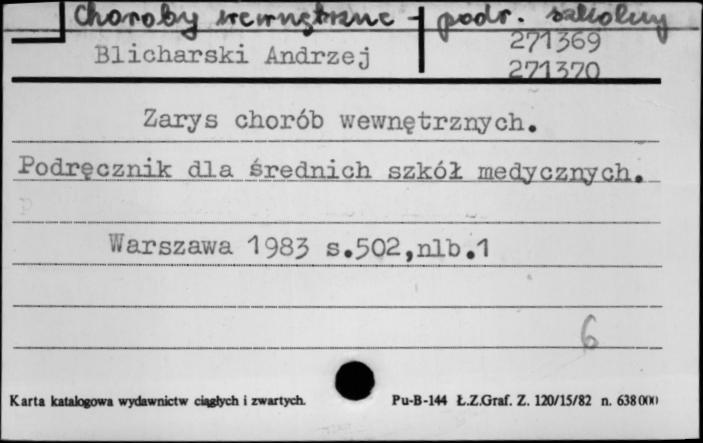 Choroby wewnętrzne - podr. szkolny
271369
Blicharski Andrzej
271370
Zarys chorób wewnętrznych.
Podręcznik dla średnich szkół medycznych.
Warszawa 1983 s.502,nlb.1
6
Karta katalogowa wydawnictw ciągłych i zwartych.
Pu-B-144 Ł.Z.Graf. Z. 120/15/82 n. 638000